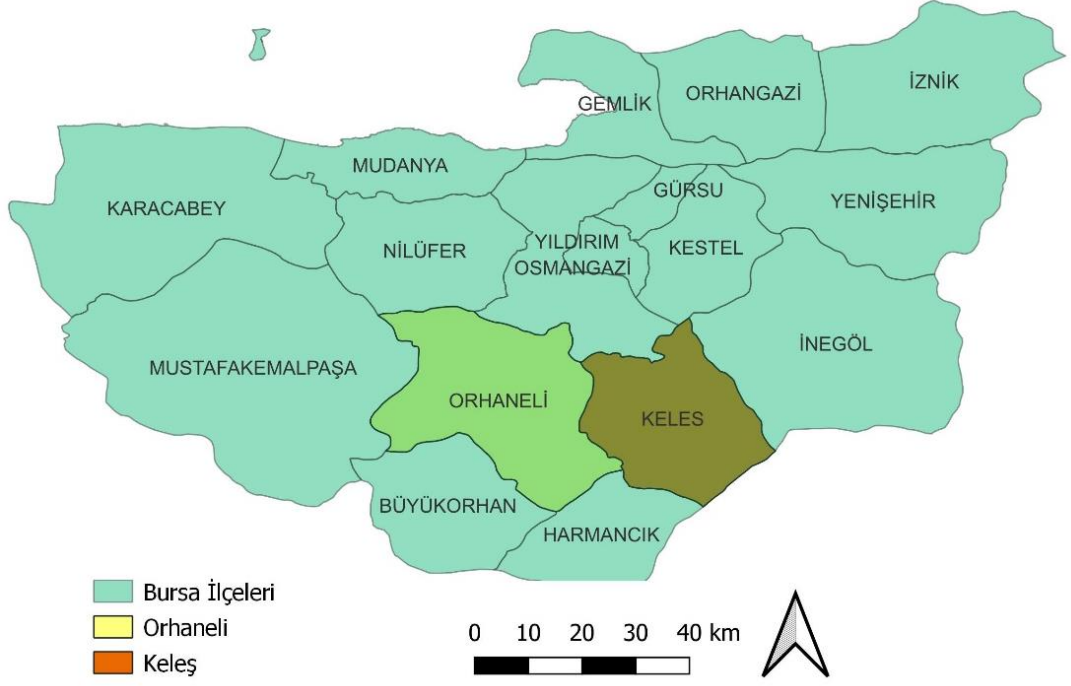 İZNİK
ORHANGAZİ
GEMLİK
MUDANYA
GÜRSU
YENİŞEHİR
KARACABEY
NİLÜFER
YILDIRIM
KESTEL
OSMANGAZİ
İNEGÖL
MUSTAFAKEMALPAŞA
ORHANELİ
KELES
BÜYÜKORHAN
HARMANCIK
Bursa İlçeleri
Orhaneli
Keleş
0 10 20 30 40 km